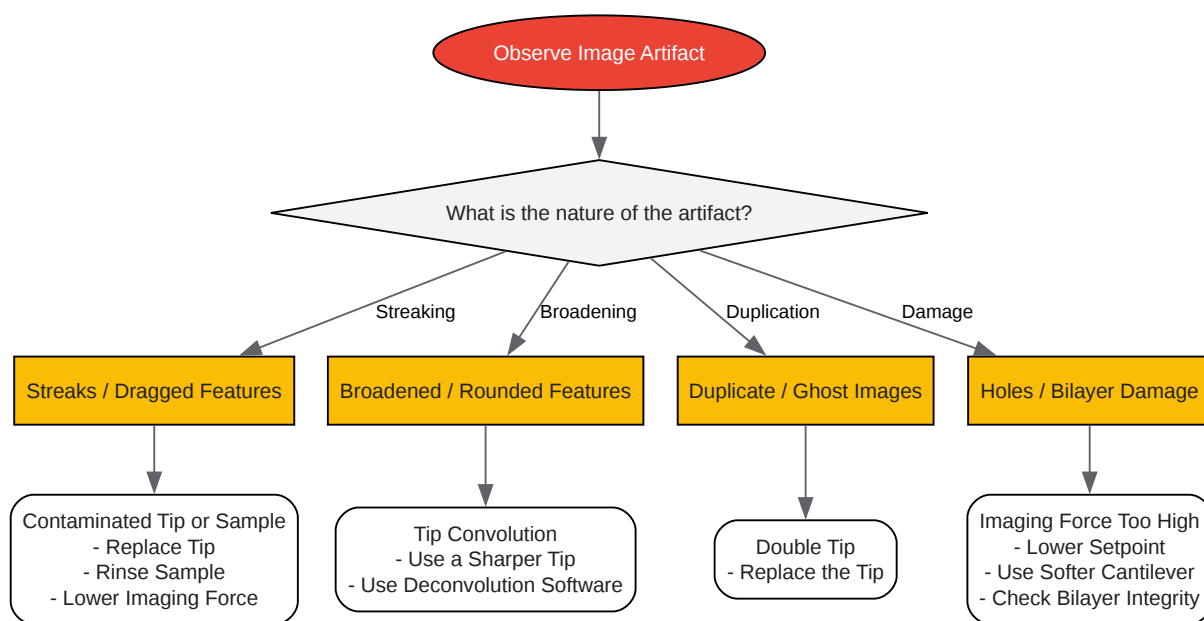 Observe Image Artifact
What is the nature of the artifact?
Streaking
Broadening
Duplication
Damage
Streaks / Dragged Features
Broadened / Rounded Features
Duplicate / Ghost Images
Holes / Bilayer Damage
Contaminated Tip or Sample
- Replace Tip
- Rinse Sample
- Lower Imaging Force
Tip Convolution
- Use a Sharper Tip
- Use Deconvolution Software
Double Tip
- Replace the Tip
Imaging Force Too High
- Lower Setpoint
- Use Softer Cantilever
- Check Bilayer Integrity